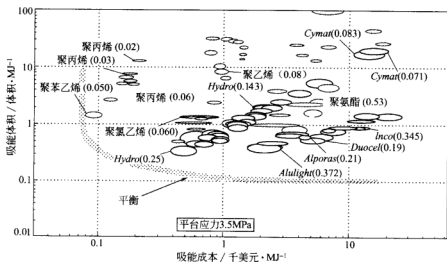 100
10
1
0.1
0.01
吸能体积 / 体积·MJ⁻¹
聚丙烯 (0.02)
聚丙烯 (0.03)
聚苯乙烯 (0.050)
聚丙烯 (0.06)
聚氯乙烯 (0.060)
Hydro(0.25)
聚乙烯 (0.08)
Hydro(0.143)
聚氨酯 (0.53)
Cymat(0.083)
Cymat(0.071)
Inco(0.345)
Duocel(0.19)
Alporas(0.21)
Alulight(0.372)
平衡
平台应力3.5MPa
0.1
1
10
吸能成本 / 千美元·MJ⁻¹